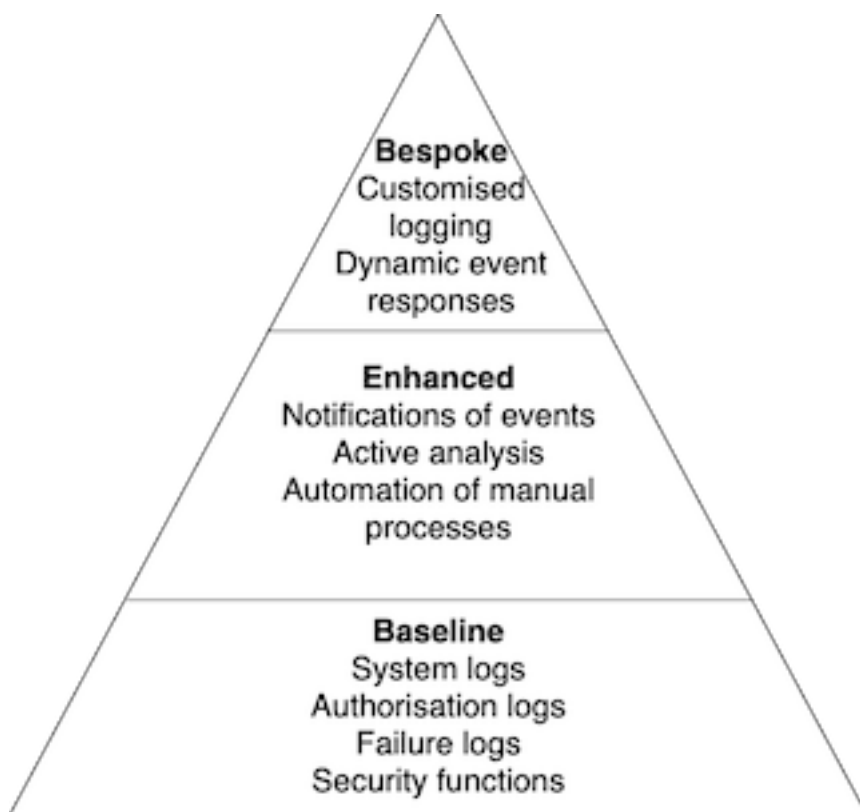 Bespoke
Customised
logging
Dynamic event
responses
Enhanced
Notifications of events
Active analysis
Automation of manual
processes
Baseline
System logs
Authorisation logs
Failure logs
Security functions